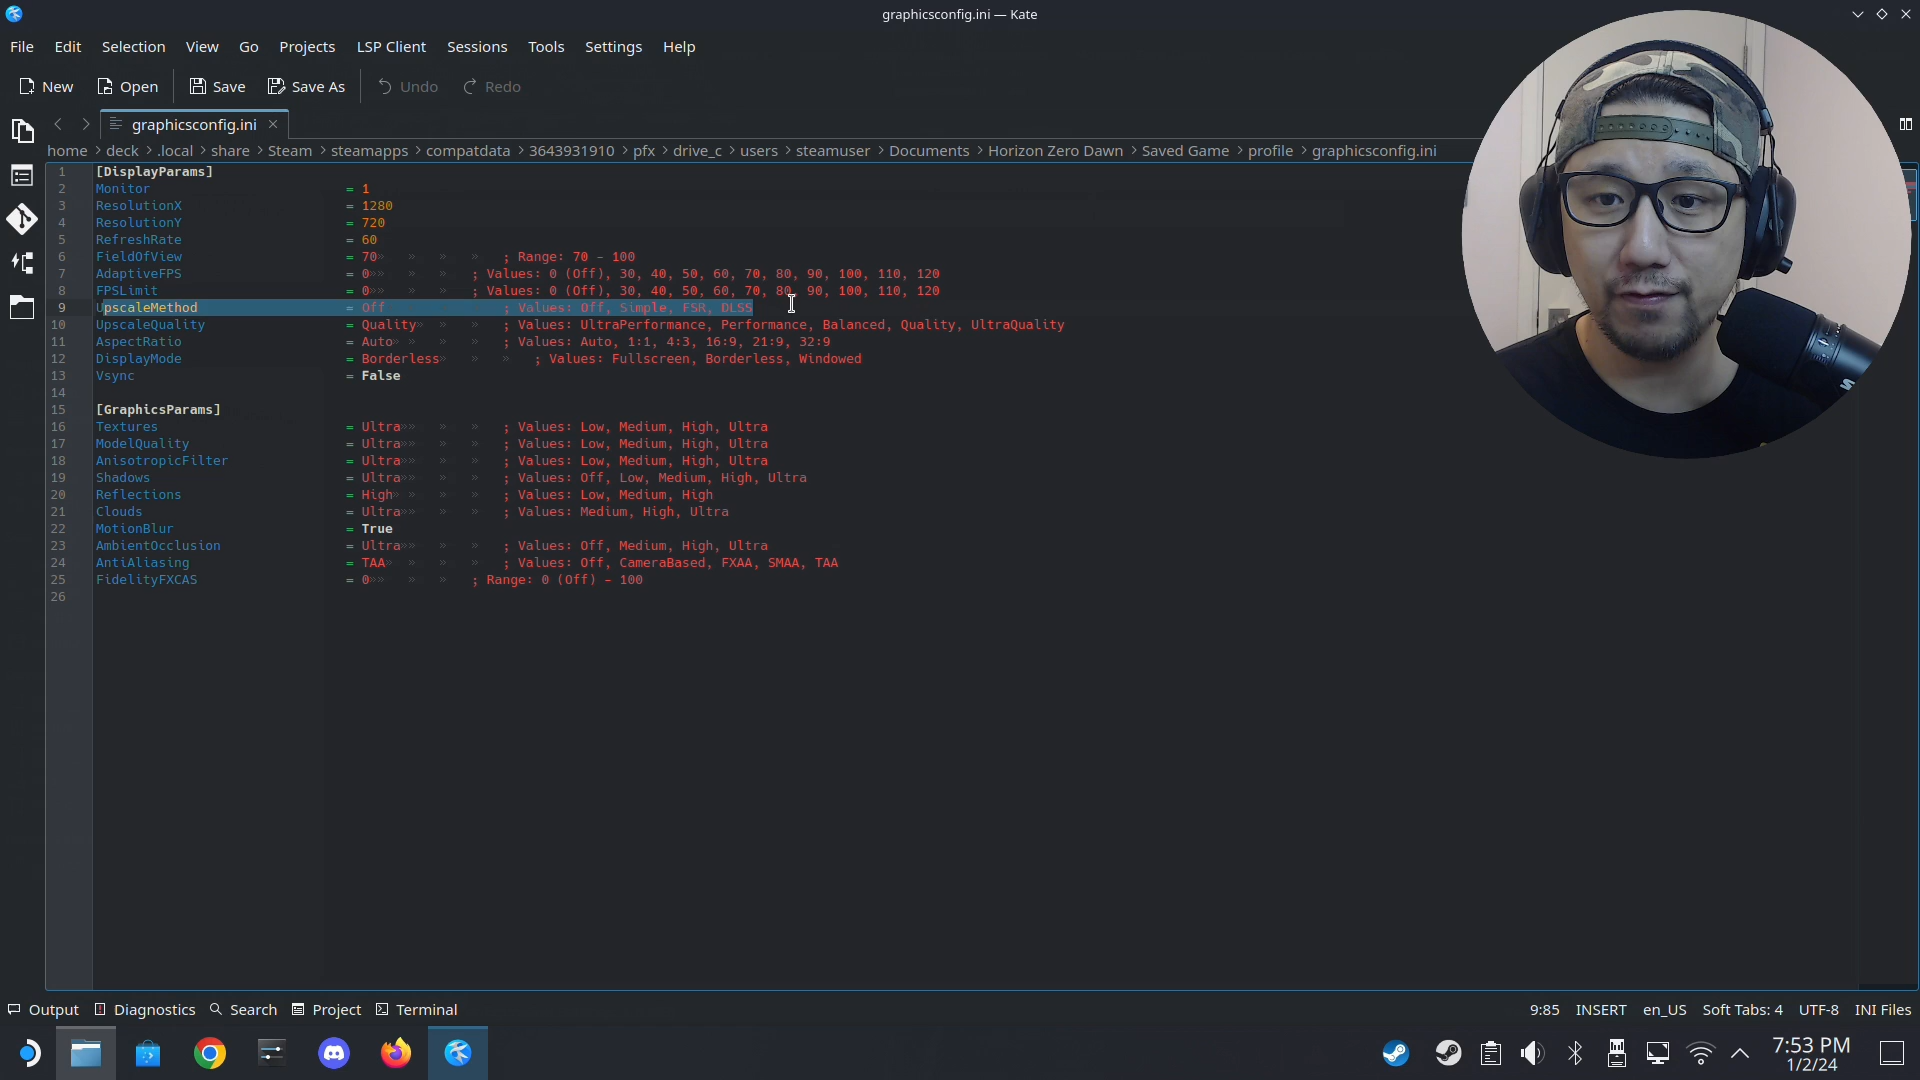 graphicsconfig.ini — Kate
File Edit Selection View Go Projects LSP Client Sessions Tools Settings Help
New Open Save Save As Undo Redo
graphicsconfig.ini
home > deck > .local > share > Steam > steamapps > compatdata > 3643931910 > pfx > drive_c > users > steamuser > Documents > Horizon Zero Dawn > Saved Game > profile > graphicsconfig.ini
1 [DisplayParams]
2 Monitor = 1
3 ResolutionX = 1280
4 ResolutionY = 720
5 RefreshRate = 60
6 FieldOfView = 70 ; Range: 70 - 100
7 AdaptiveFPS = 0 ; Values: 0 (Off), 30, 40, 50, 60, 70, 80, 90, 100, 110, 120
8 FPSLimit = 0 ; Values: 0 (Off), 30, 40, 50, 60, 70, 80, 90, 100, 110, 120
9 UpscaleMethod = Off ; Values: Off, Simple, FSR, DLSS
10 UpscaleQuality = Quality ; Values: UltraPerformance, Performance, Balanced, Quality, UltraQuality
11 AspectRatio = Auto ; Values: Auto, 1:1, 4:3, 16:9, 21:9, 32:9
12 DisplayMode = Borderless ; Values: Fullscreen, Borderless, Windowed
13 Vsync = False
14
15 [GraphicsParams]
16 Textures = Ultra ; Values: Low, Medium, High, Ultra
17 ModelQuality = Ultra ; Values: Low, Medium, High, Ultra
18 AnisotropicFilter = Ultra ; Values: Low, Medium, High, Ultra
19 Shadows = Ultra ; Values: Off, Low, Medium, High, Ultra
20 Reflections = High ; Values: Low, Medium, High
21 Clouds = Ultra ; Values: Medium, High, Ultra
22 MotionBlur = True
23 AmbientOcclusion = Ultra ; Values: Off, Medium, High, Ultra
24 AntiAliasing = TAA ; Values: Off, CameraBased, FXAA, SMAA, TAA
25 FidelityFXCAS = 0 ; Range: 0 (Off) - 100
26
Output Diagnostics Search Project Terminal 9:85 INSERT en_US Soft Tabs: 4 UTF-8 INI Files
7:53 PM
1/2/24